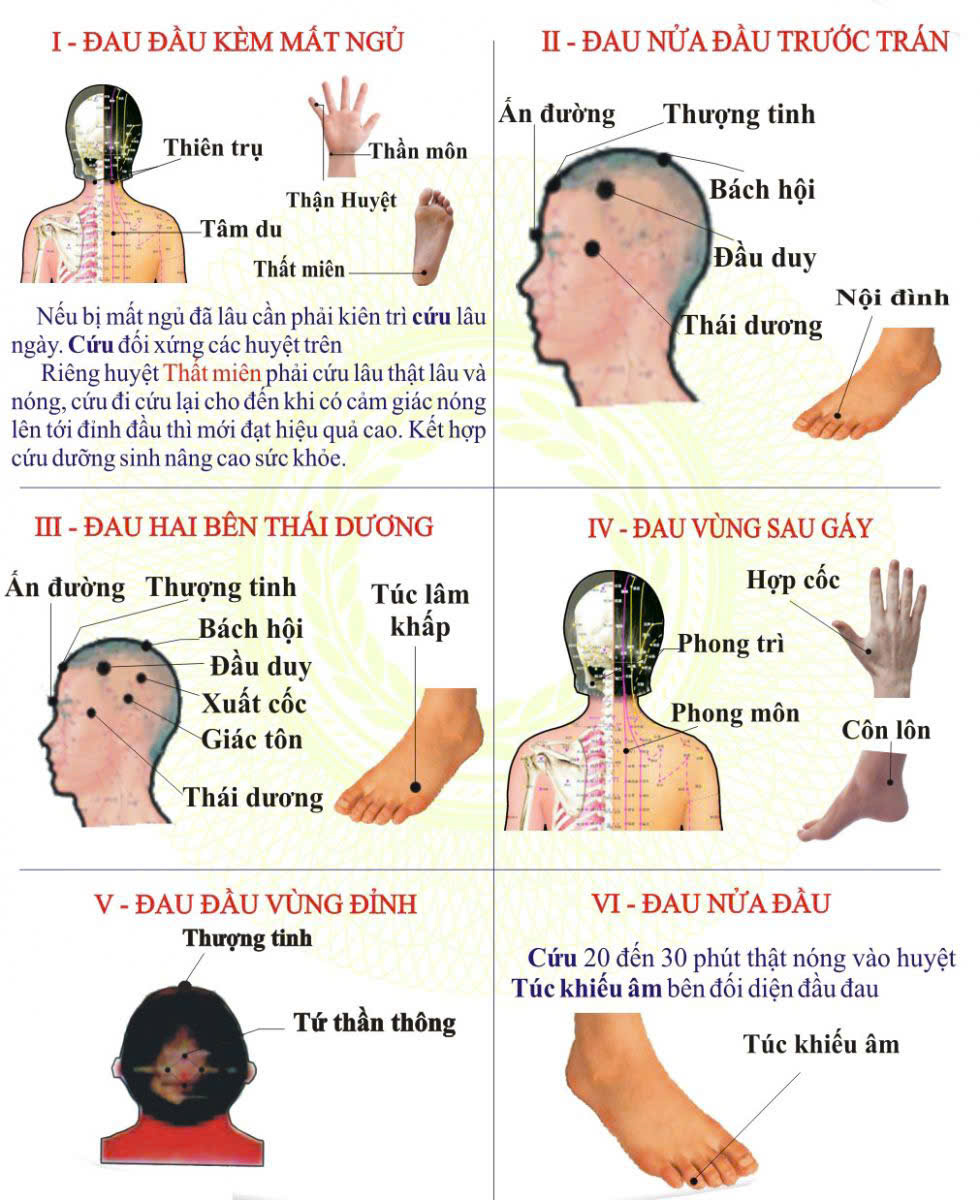 I - ĐAU ĐẦU KÈM MẤT NGỦ
Thiên trụ
Thần môn
Thận Huyệt
Tâm du
Thất miên
Nếu bị mất ngủ đã lâu cần phải kiên trì cứu lâu
ngày. Cứu đối xứng các huyệt trên
Riêng huyệt Thất miên phải cứu lâu thật lâu và
nóng, cứu đi cứu lại cho đến khi có cảm giác nóng
lên tới đỉnh đầu thì mới đạt hiệu quả cao. Kết hợp
cứu dưỡng sinh nâng cao sức khỏe.
II - ĐAU NỬA ĐẦU TRƯỚC TRÁN
Ấn đường
Thượng tinh
Bách hội
Đầu duy
Nội đình
Thái dương
III - ĐAU HAI BÊN THÁI DƯƠNG
Ấn đường
Thượng tinh
Túc lâm
khấp
Bách hội
Đầu duy
Xuất cốc
Giác tôn
Thái dương
IV - ĐAU VÙNG SAU GÁY
Hợp cốc
Phong trì
Phong môn
Côn lôn
V - ĐAU ĐẦU VÙNG ĐỈNH
Thượng tinh
Tứ thần thông
VI - ĐAU NỬA ĐẦU
Cứu 20 đến 30 phút thật nóng vào huyệt
Túc khiếu âm bên đối diện đầu đau
Túc khiếu âm